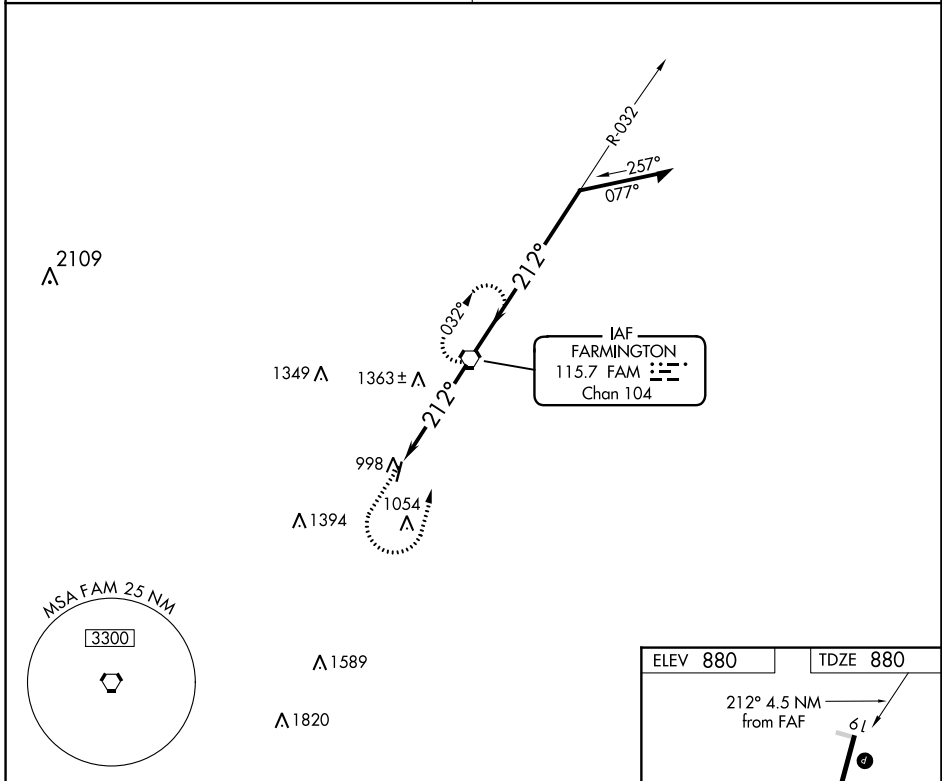 R-032
257°
077°
2109
212°
032°
IAF
FARMINGTON
115.7 FAM
Chan 104
1349
1363 ±
212°
998
1054
1394
MSA FAM 25 NM
3300
1589
1820
ELEV 880
TDZE 880
212° 4.5 NM
from FAF
19
P